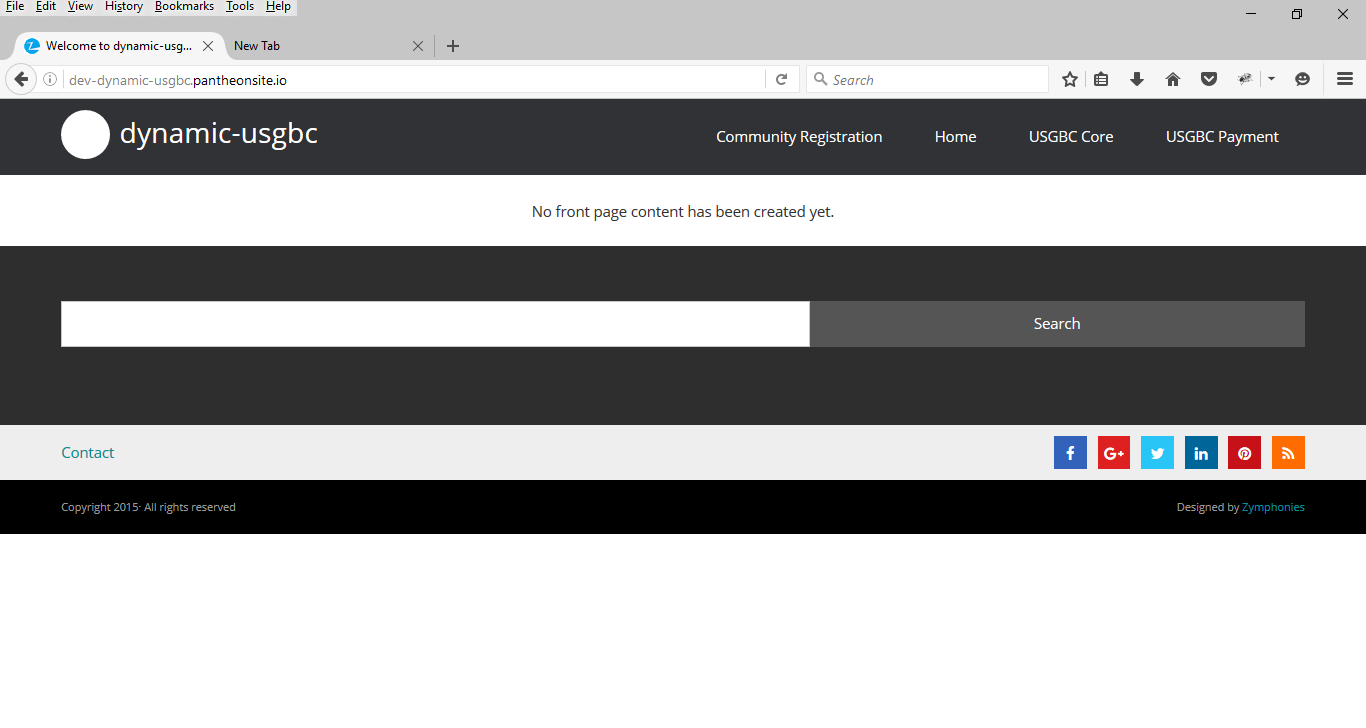 File Edit View History Bookmarks Tools Help
Welcome to dynamic-usg... New Tab
dev-dynamic-usgbc.pantheonsite.io Search
dynamic-usgbc Community Registration Home USGBC Core USGBC Payment
No front page content has been created yet.
Search
Contact
Copyright 2015· All rights reserved Designed by Zymphonies